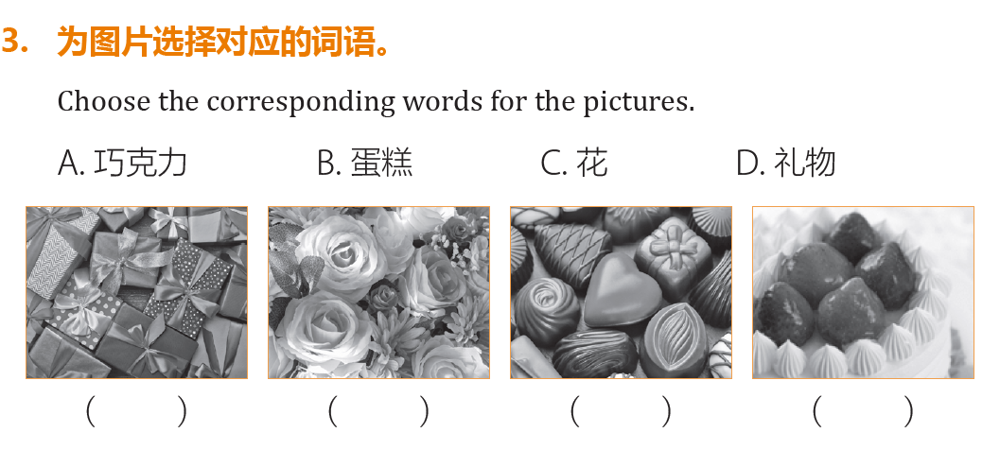 3. 为图片选择对应的词语。
Choose the corresponding words for the pictures.
A. 巧克力 B. 蛋糕 C. 花 D. 礼物
( ) ( ) ( ) ( )